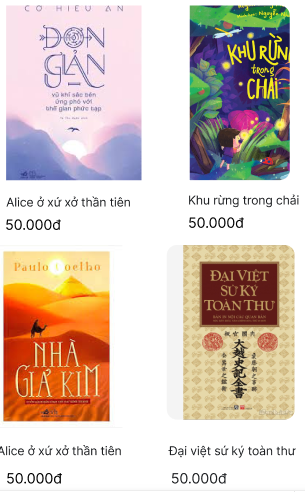 CỔ HIỂU AN
ĐƠN
GIẢN
vũ khí sắc bén
ứng phó với
thế gian phức tạp
KHU RỪNG
trong
CHAI
Alice ở xứ xở thần tiên
50.000đ
Khu rừng trong chải
50.000đ
Paulo Coelho
NHÀ
GIẢ KIM
ĐẠI VIỆT
SỬ KÝ
TOÀN THƯ
大越史記全書
Alice ở xứ xở thần tiên
50.000đ
Đại việt sứ ký toàn thư
50.000đ